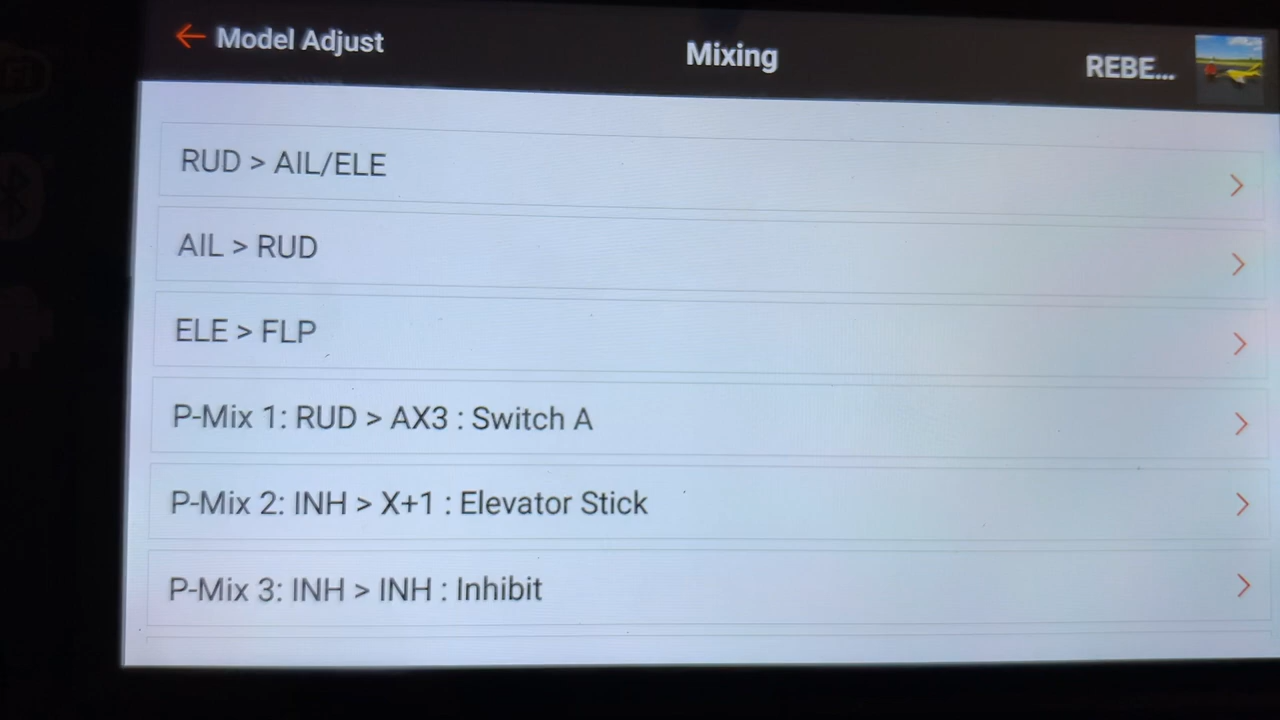 Model Adjust
Mixing
REBE...
RUD > AIL/ELE
AIL > RUD
ELE > FLP
P-Mix 1: RUD > AX3 : Switch A
P-Mix 2: INH > X+1 : Elevator Stick
P-Mix 3: INH > INH : Inhibit